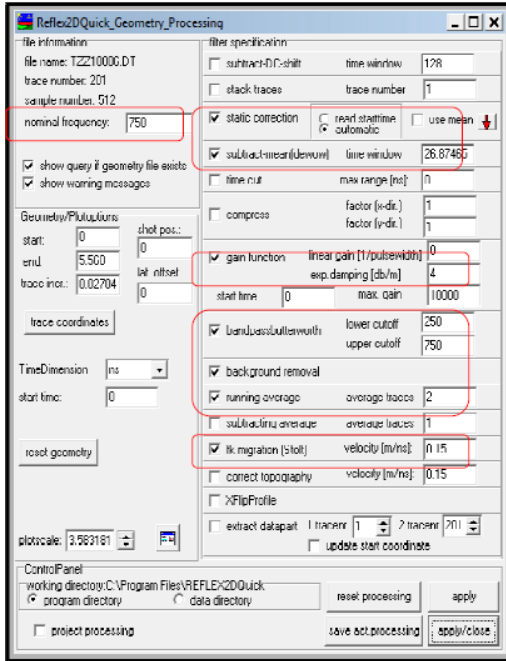 Reflex2DQuick_Geometry_Processing
file information
file name: TZZ1000C.DT
trace number: 201
sample number: 512
nominal frequency: 750
show query if geometry file exists
show warning messages
Geometry/Plotoptions
start: 0
shot pos.: 0
end: 5.500
lat. offset 0
trace incr.: 0.02704
trace coordinates
TimeDimension ns
start time: 0
reset geometry
plotscale: 3.583181
filter specification
subtract-DC-shift time window 128
stack traces trace number 1
static correction read starttime automatic use mean
subtract-mean(dewow) time window 26.87465
time cut max range [ns]: 0
compress factor (x-dir.) 1
factor (y-dir.) 1
gain function linear gain [1/pulsewidth] 0
exp.damping [db/m] 4
start time 0 max. gain 10000
bandpassbutterworth lower cutoff 250
upper cutoff 750
background removal
running average average traces 2
subtracting average average traces 1
fk migration (Stolt) velocity [m/ns]: 0.15
correct topography velocity [m/ns]: 0.15
XFlipProfile
extract datapart 1.tracenr 1 2.tracenr 201
update start coordinate
ControlPanel
working directory:C:\Program Files\REFLEX2DQuick
program directory data directory
reset processing apply
project processing
save act.processing apply/close